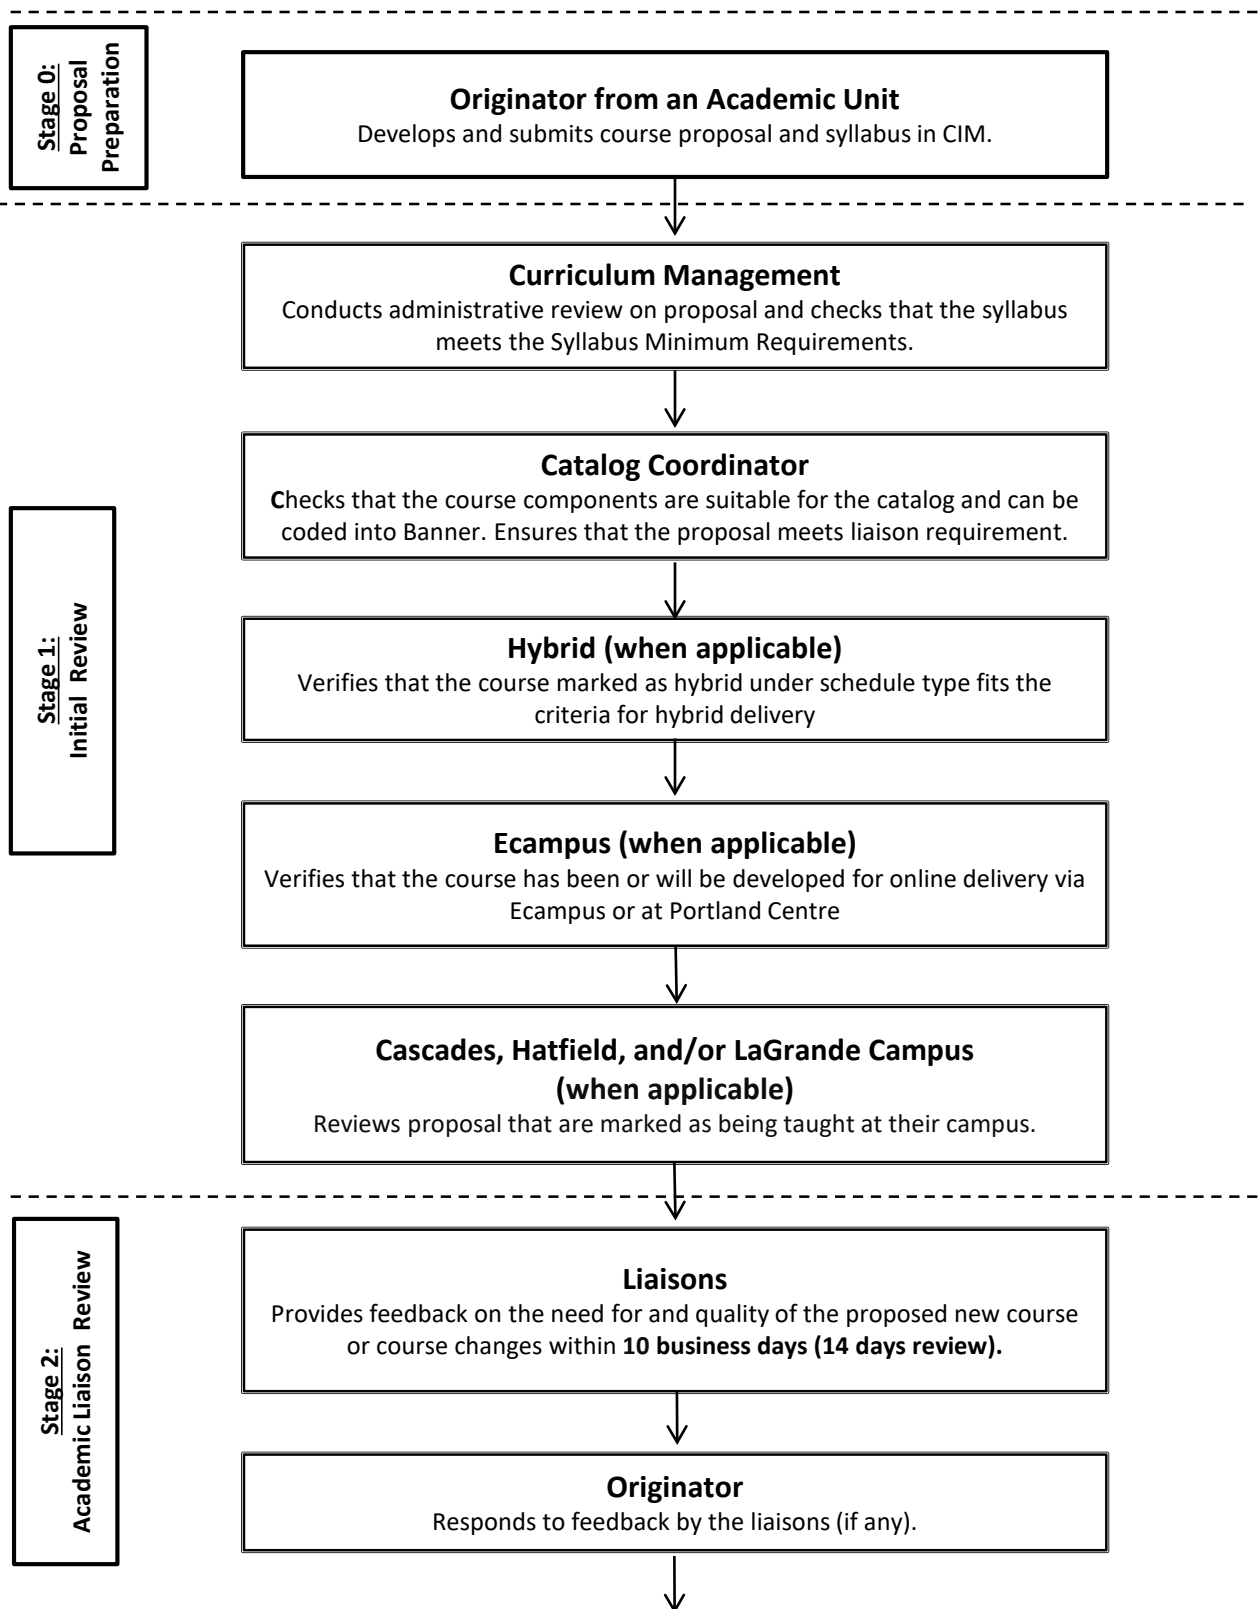 Stage 0:
Proposal
Preparation
Originator from an Academic Unit
Develops and submits course proposal and syllabus in CIM.
Curriculum Management
Conducts administrative review on proposal and checks that the syllabus
meets the Syllabus Minimum Requirements.
Catalog Coordinator
Checks that the course components are suitable for the catalog and can be
coded into Banner. Ensures that the proposal meets liaison requirement.
Stage 1:
Initial Review
Hybrid (when applicable)
Verifies that the course marked as hybrid under schedule type fits the
criteria for hybrid delivery
Ecampus (when applicable)
Verifies that the course has been or will be developed for online delivery via
Ecampus or at Portland Centre
Cascades, Hatfield, and/or LaGrande Campus
(when applicable)
Reviews proposal that are marked as being taught at their campus.
Stage 2:
Academic Liaison Review
Liaisons
Provides feedback on the need for and quality of the proposed new course
or course changes within 10 business days (14 days review).
Originator
Responds to feedback by the liaisons (if any).